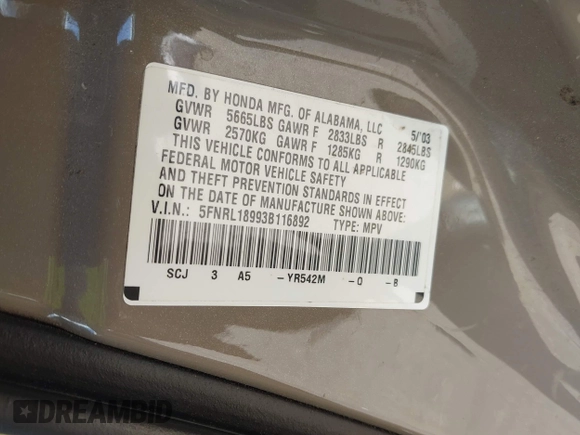 MFD. BY HONDA MFG. OF ALABAMA, LLC 5/'03
GVWR 5665LBS GAWR F 2833LBS R 2845LBS
GVWR 2570KG GAWR F 1285KG R 1290KG
THIS VEHICLE CONFORMS TO ALL APPLICABLE
FEDERAL MOTOR VEHICLE SAFETY
AND THEFT PREVENTION STANDARDS IN EFFECT
ON THE DATE OF MANUFACTURE SHOWN ABOVE.
V.I.N.: 5FNRL18993B116892 TYPE: MPV
SCJ 3 A5 -YR542M -O -B
DREAMBID